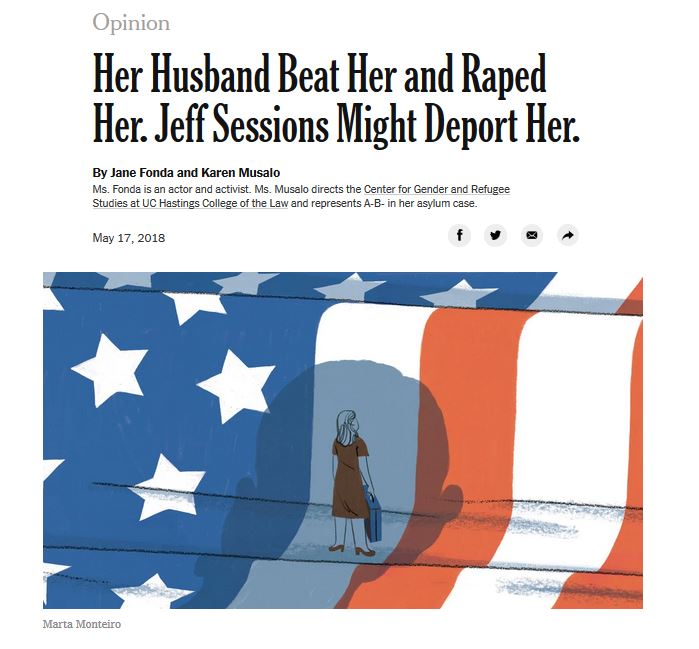 Opinion
Her Husband Beat Her and Raped
Her. Jeff Sessions Might Deport Her.
By Jane Fonda and Karen Musalo
Ms. Fonda is an actor and activist. Ms. Musalo directs the Center for Gender and Refugee
Studies at UC Hastings College of the Law and represents A-B- in her asylum case.
May 17, 2018
Marta Monteiro